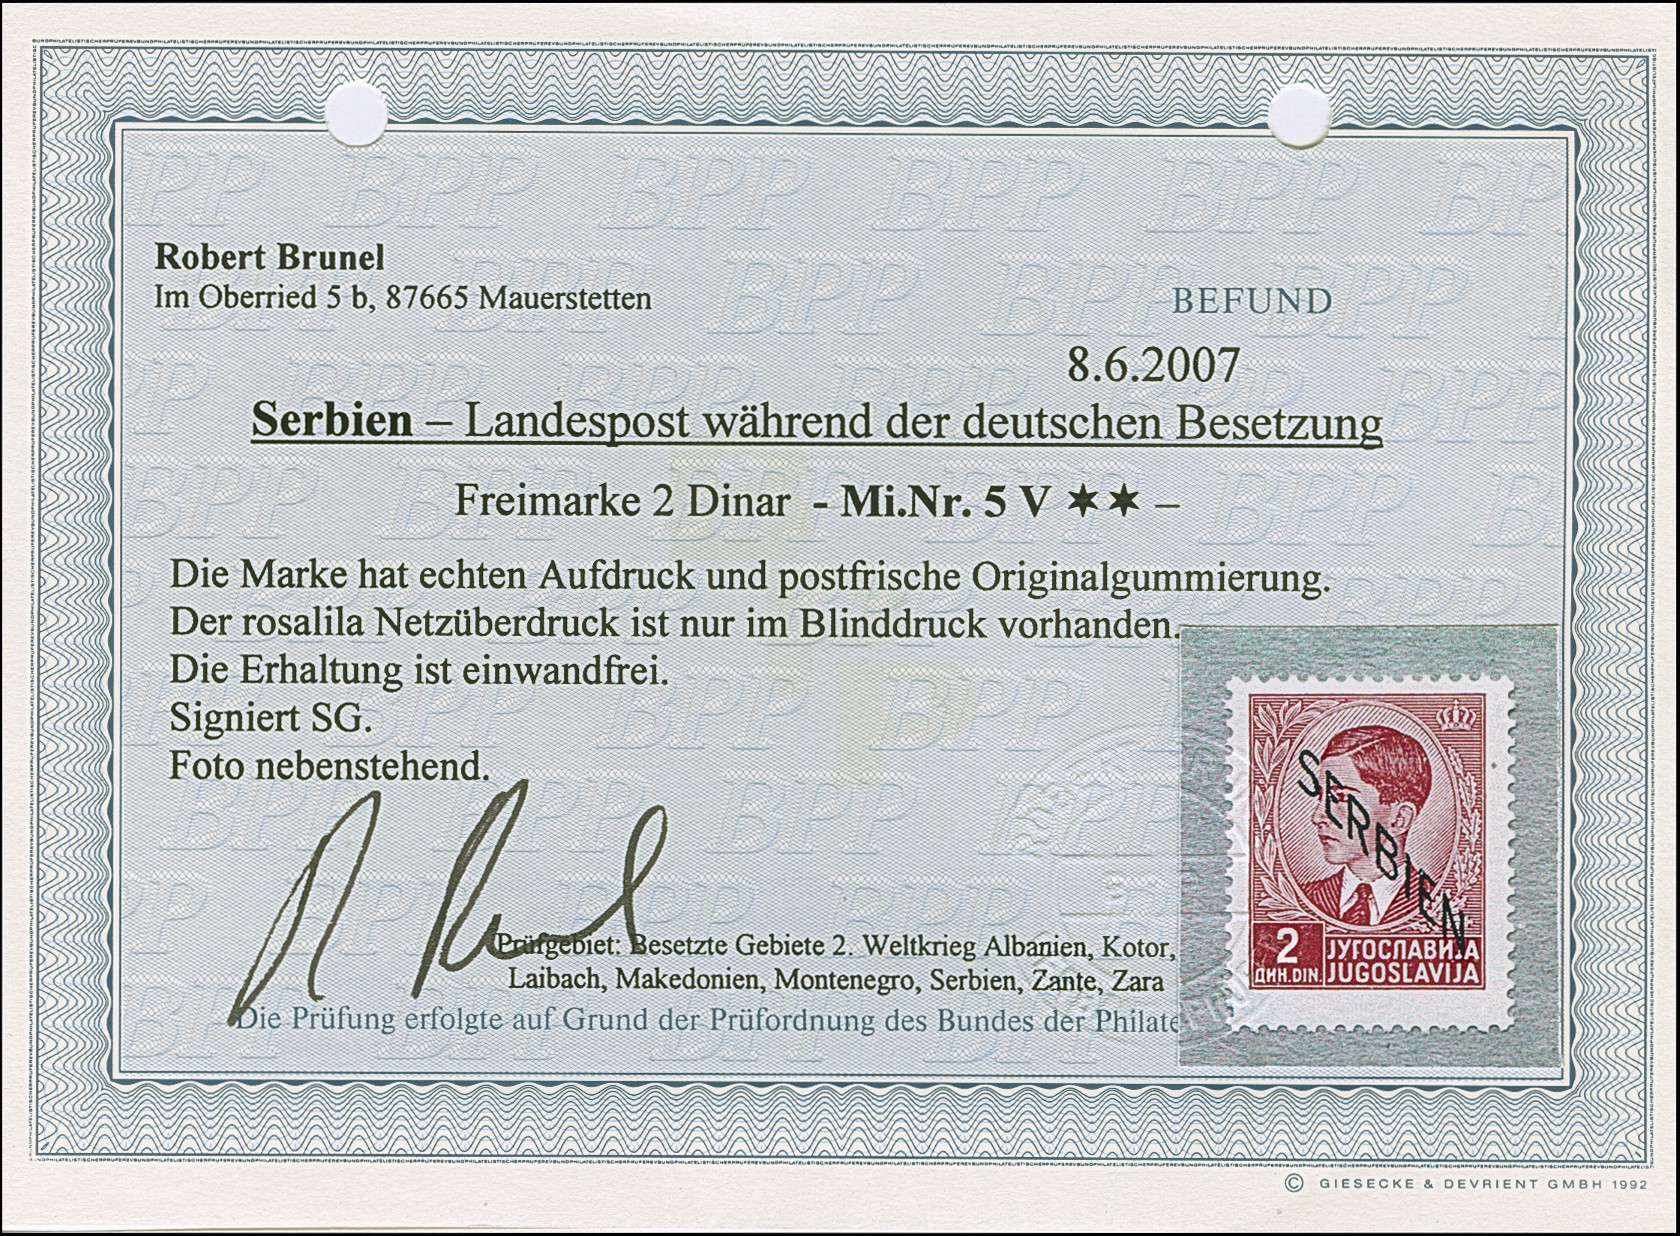 Robert Brunel
Im Oberried 5 b, 87665 Mauerstetten
BEFUND
8.6.2007
Serbien – Landespost während der deutschen Besetzung
Freimarke 2 Dinar - Mi.Nr. 5 V ✶✶ –
Die Marke hat echten Aufdruck und postfrische Originalgummierung.
Der rosalila Netzüberdruck ist nur im Blinddruck vorhanden.
Die Erhaltung ist einwandfrei.
Signiert SG.
Foto nebenstehend.
SERBIEN
2
ДИН. DIN.
ЈУГОСЛАВИЈА
JUGOSLAVIJA
Prüfgebiet: Besetzte Gebiete 2. Weltkrieg Albanien, Kotor,
Laibach, Makedonien, Montenegro, Serbien, Zante, Zara
Die Prüfung erfolgte auf Grund der Prüfordnung des Bundes der Philate
© GIESECKE & DEVRIENT GMBH 1992
BPP